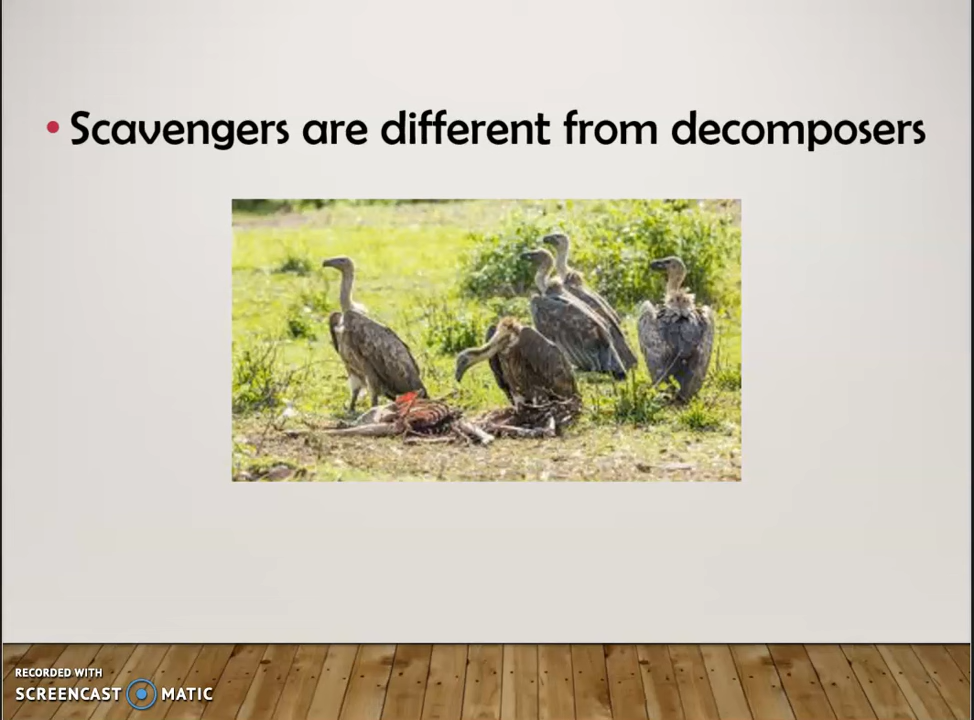 • Scavengers are different from decomposers
RECORDED WITH
SCREENCAST MATIC